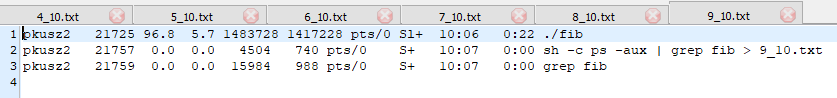 4_10.txt 5_10.txt 6_10.txt 7_10.txt 8_10.txt 9_10.txt
1 pkusz2 21725 96.8 5.7 1483728 1417228 pts/0 Sl+ 10:06 0:22 ./fib
2 pkusz2 21757 0.0 0.0 4504 740 pts/0 S+ 10:07 0:00 sh -c ps -aux | grep fib > 9_10.txt
3 pkusz2 21759 0.0 0.0 15984 988 pts/0 S+ 10:07 0:00 grep fib
4